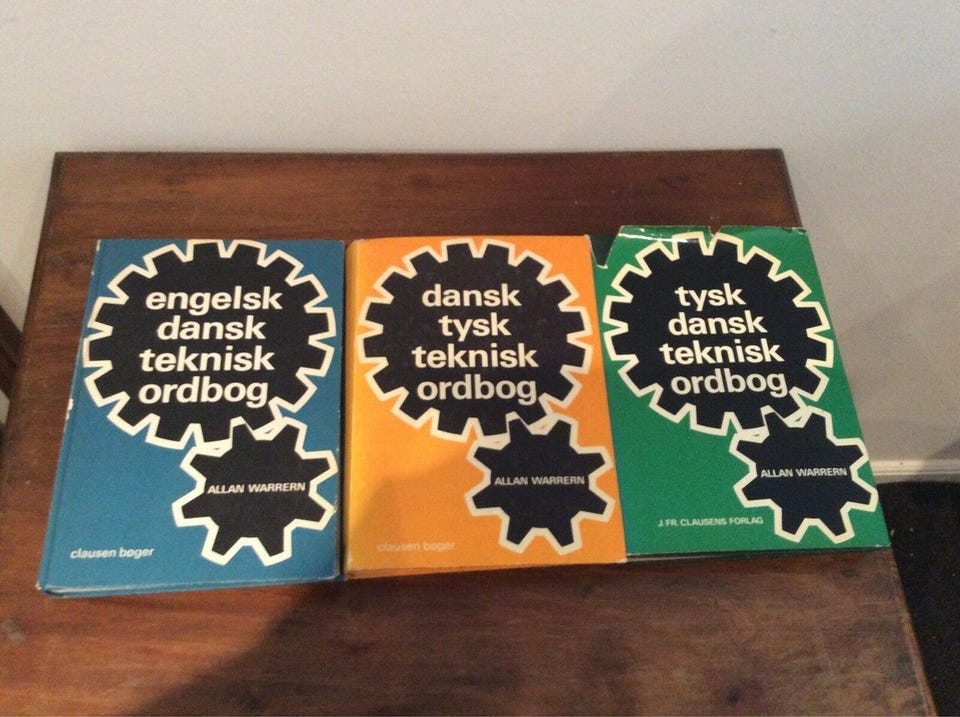 engelsk
dansk
teknisk
ordbog
ALLAN WARRERN
clausen bøger
dansk
tysk
teknisk
ordbog
ALLAN WARRERN
clausen bøger
tysk
dansk
teknisk
ordbog
ALLAN WARRERN
J. FR. CLAUSENS FORLAG